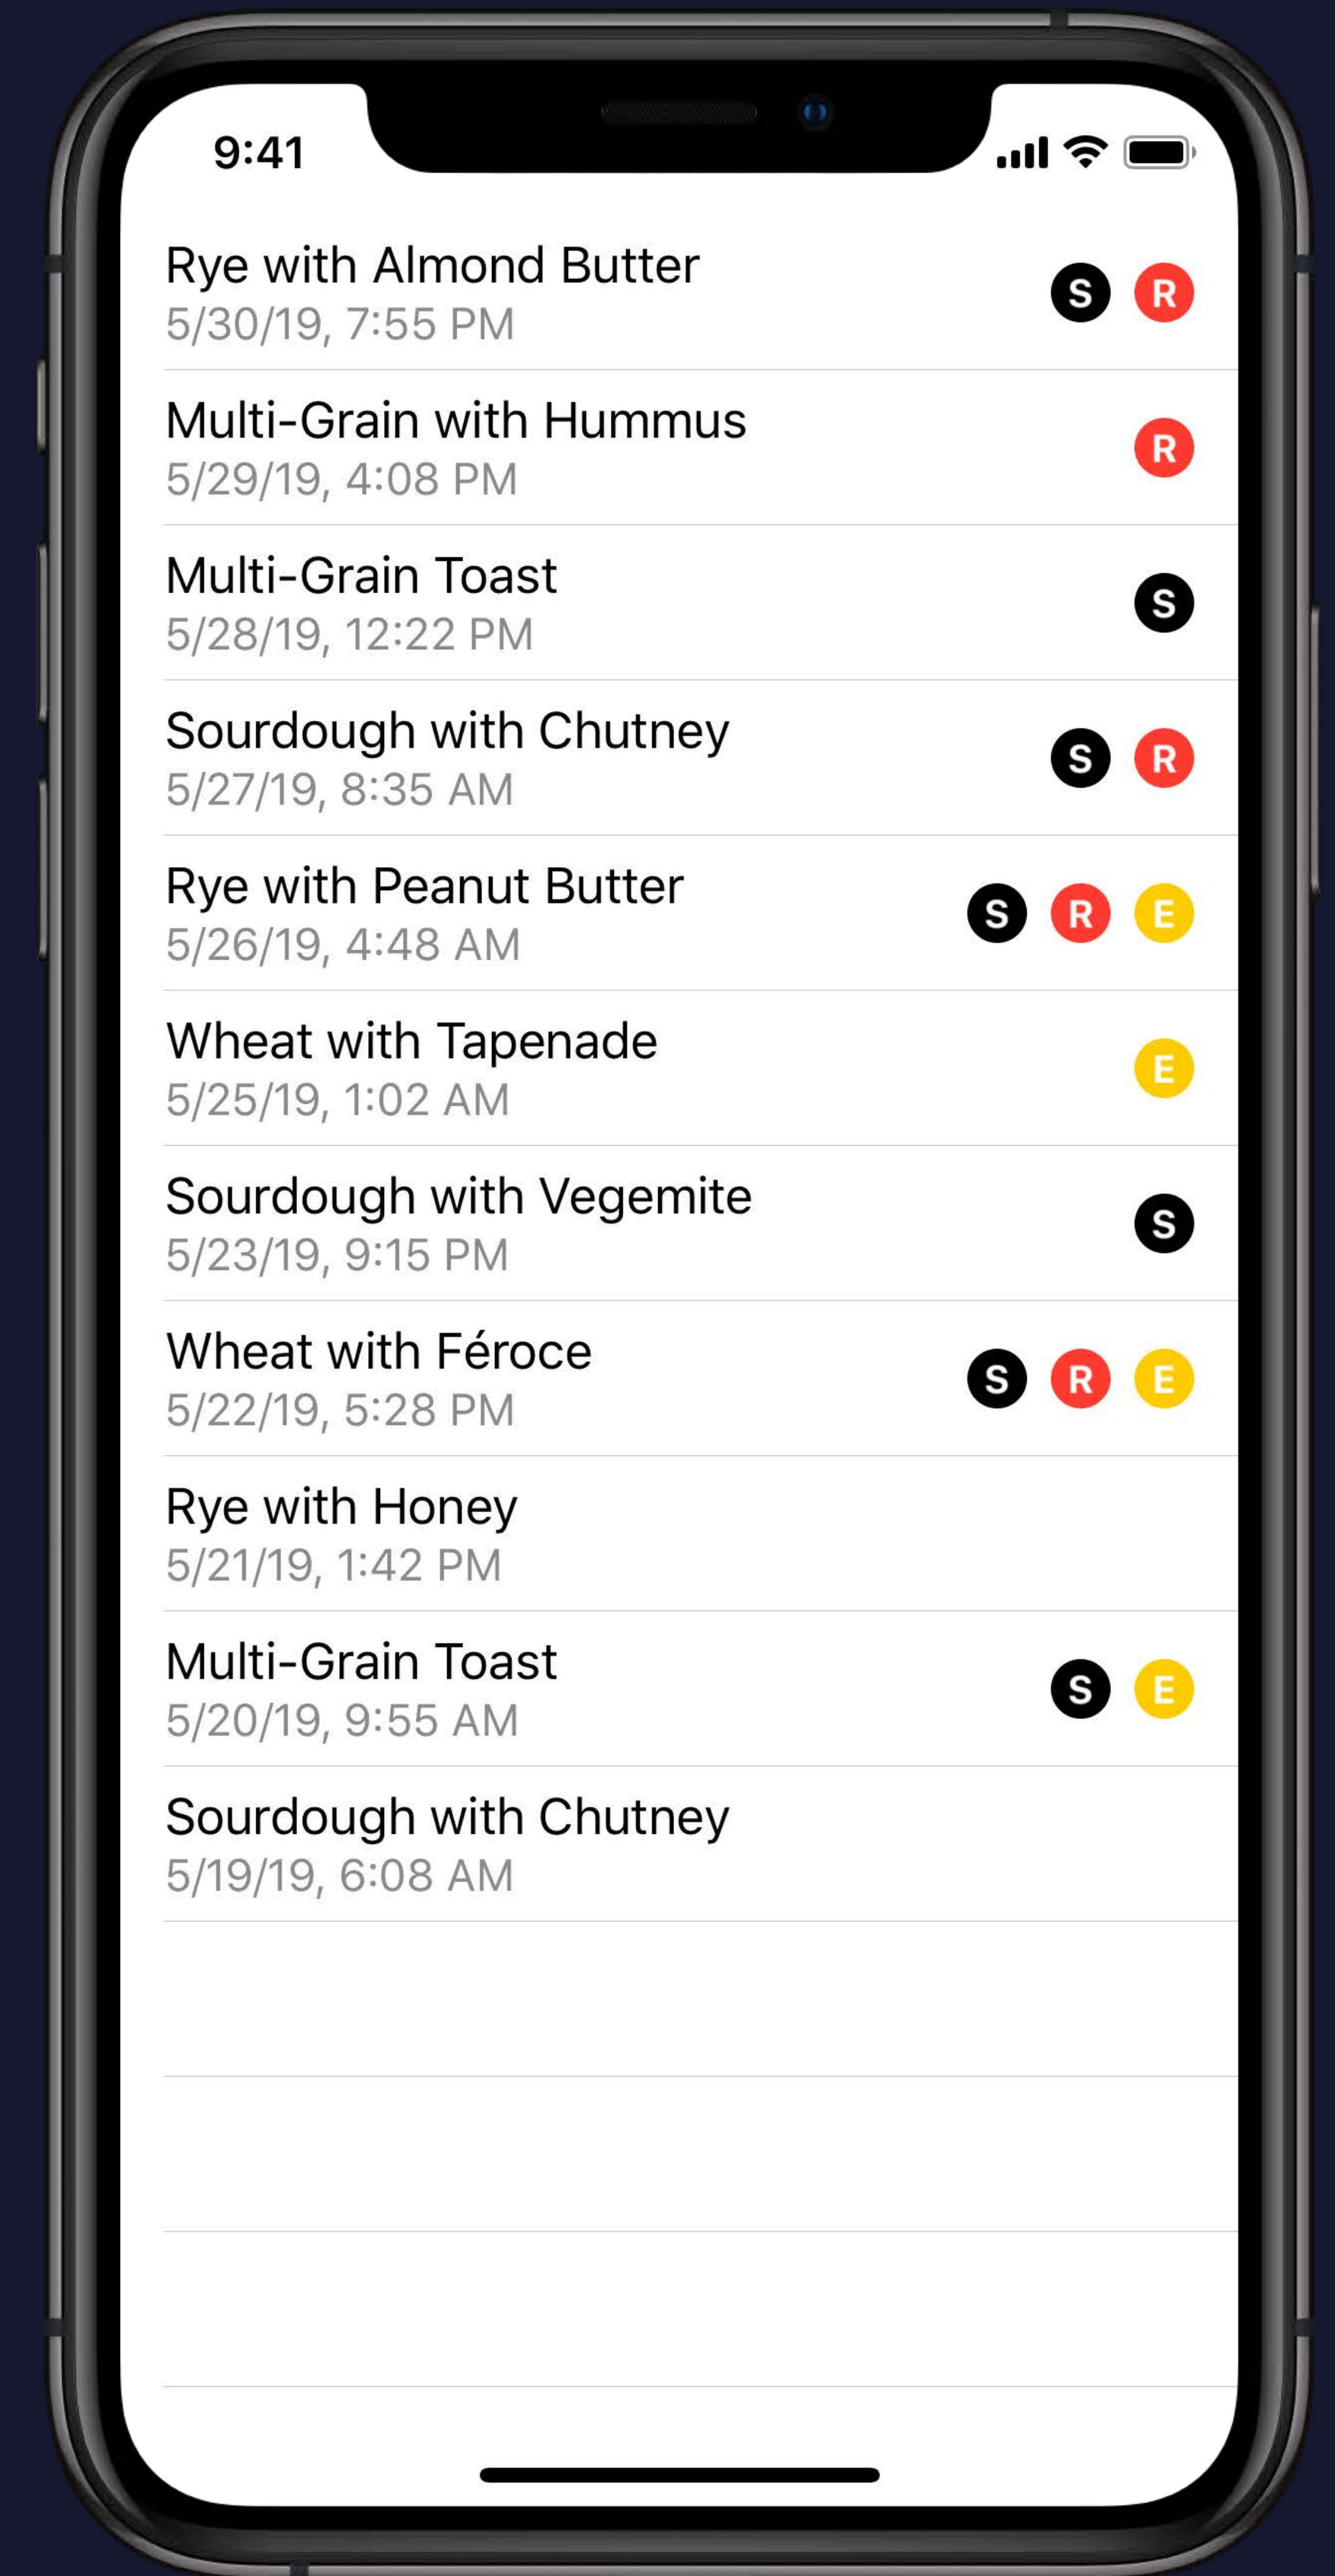 9:41
Rye with Almond Butter
5/30/19, 7:55 PM
S R
Multi-Grain with Hummus
5/29/19, 4:08 PM
R
Multi-Grain Toast
5/28/19, 12:22 PM
S
Sourdough with Chutney
5/27/19, 8:35 AM
S R
Rye with Peanut Butter
5/26/19, 4:48 AM
S R E
Wheat with Tapenade
5/25/19, 1:02 AM
E
Sourdough with Vegemite
5/23/19, 9:15 PM
S
Wheat with Féroce
5/22/19, 5:28 PM
S R E
Rye with Honey
5/21/19, 1:42 PM
Multi-Grain Toast
5/20/19, 9:55 AM
S E
Sourdough with Chutney
5/19/19, 6:08 AM